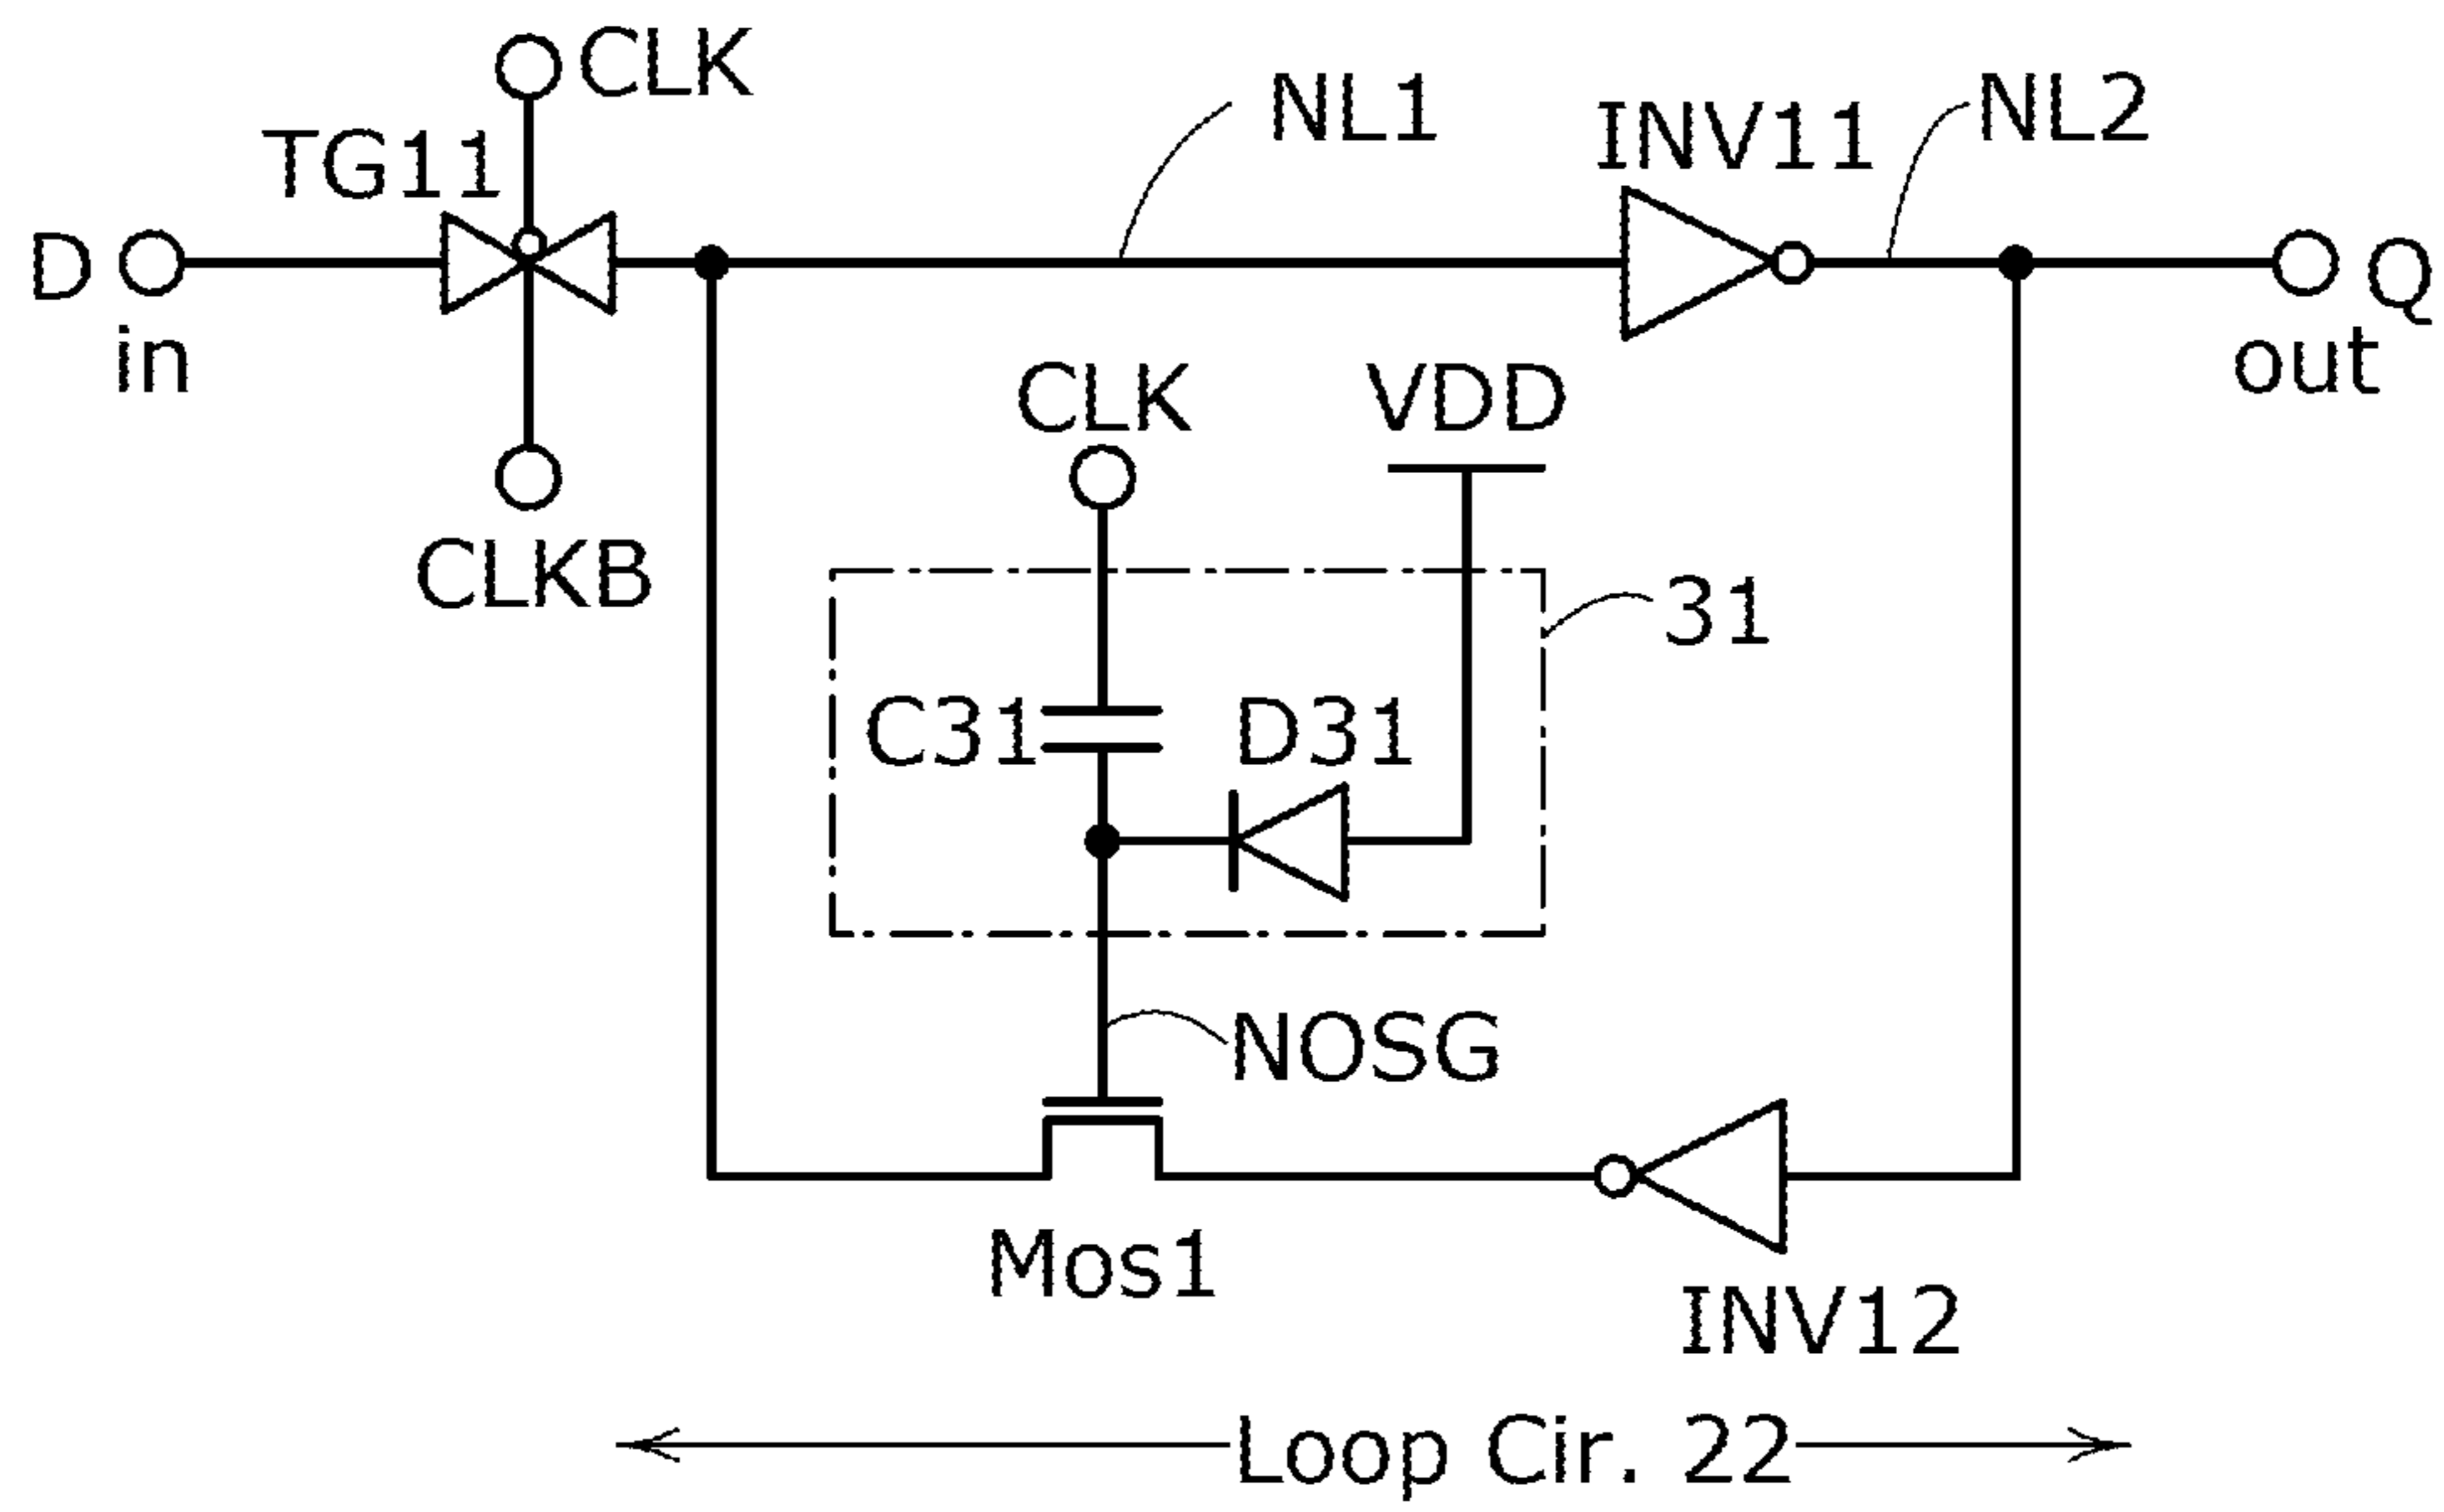 CLK
NL1
NL2
INV11
TG11
D
in
Q
out
CLK
VDD
CLKB
31
C31
D31
NOSG
Mos1
INV12
Loop Cir. 22